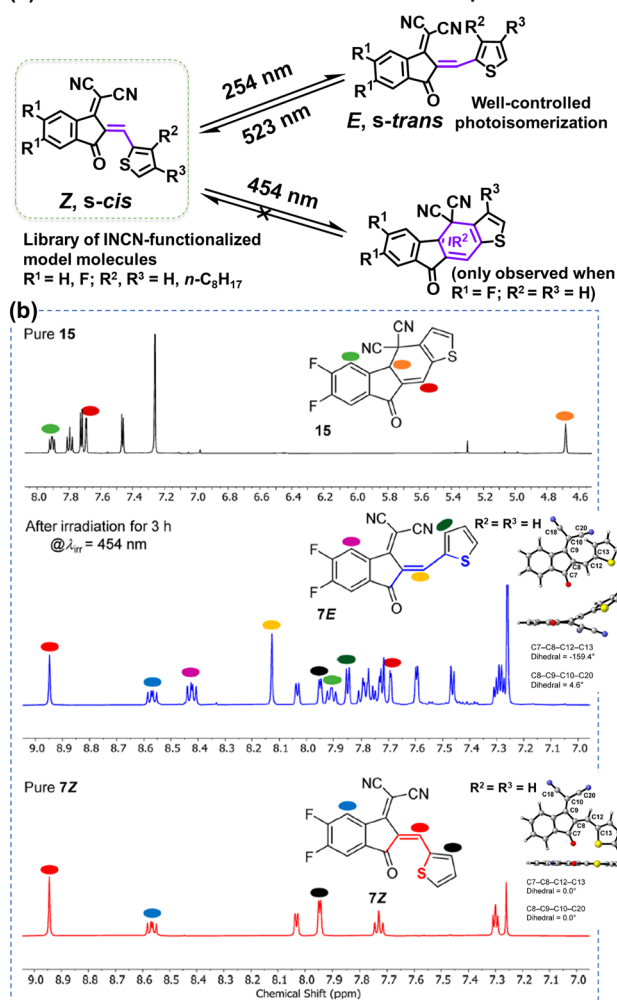 NC
CN
R¹
R¹
R²
R³
S
O
Z, s-cis
254 nm
523 nm
NC
CN
R²
R³
R¹
R¹
S
O
E, s-trans
Well-controlled
photoisomerization
454 nm
NC
CN
R³
R¹
R¹
R²
S
O
(only observed when
R¹ = F; R² = R³ = H)
Library of INCN-functionalized
model molecules
R¹ = H, F; R², R³ = H, n-C₈H₁₇
(b)
Pure 15
NC
CN
F
F
S
O
15
8.0 7.8 7.6 7.4 7.2 7.0 6.8 6.6 6.4 6.2 6.0 5.8 5.6 5.4 5.2 5.0 4.8 4.6
After irradiation for 3 h
@λirr = 454 nm
NC
CN
F
F
S
O
7E
R² = R³ = H
C18
C20
C10
C9
C13
C8
C12
C7
C7–C8–C12–C13
Dihedral = -159.4°
C8–C9–C10–C20
Dihedral = 4.6°
9.0 8.9 8.8 8.7 8.6 8.5 8.4 8.3 8.2 8.1 8.0 7.9 7.8 7.7 7.6 7.5 7.4 7.3 7.2 7.1 7.0
Pure 7Z
NC
CN
F
F
O
S
7Z
R² = R³ = H
C18
C20
C10
C9
C12
C8
C13
C7
C7–C8–C12–C13
Dihedral = 0.0°
C8–C9–C10–C20
Dihedral = 0.0°
9.0 8.9 8.8 8.7 8.6 8.5 8.4 8.3 8.2 8.1 8.0 7.9 7.8 7.7 7.6 7.5 7.4 7.3 7.2 7.1 7.0
Chemical Shift (ppm)